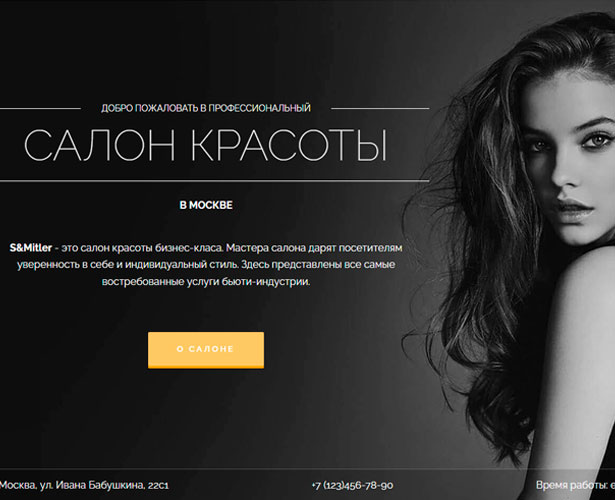 ДОБРО ПОЖАЛОВАТЬ В ПРОФЕССИОНАЛЬНЫЙ
САЛОН КРАСОТЫ
В МОСКВЕ
S&Mitler - это салон красоты бизнес-класа. Мастера салона дарят посетителям
уверенность в себе и индивидуальный стиль. Здесь представлены все самые
востребованные услуги бьюти-индустрии.
О САЛОНЕ
Москва, ул. Ивана Бабушкина, 22с1
+7 (123)456-78-90
Время работы: